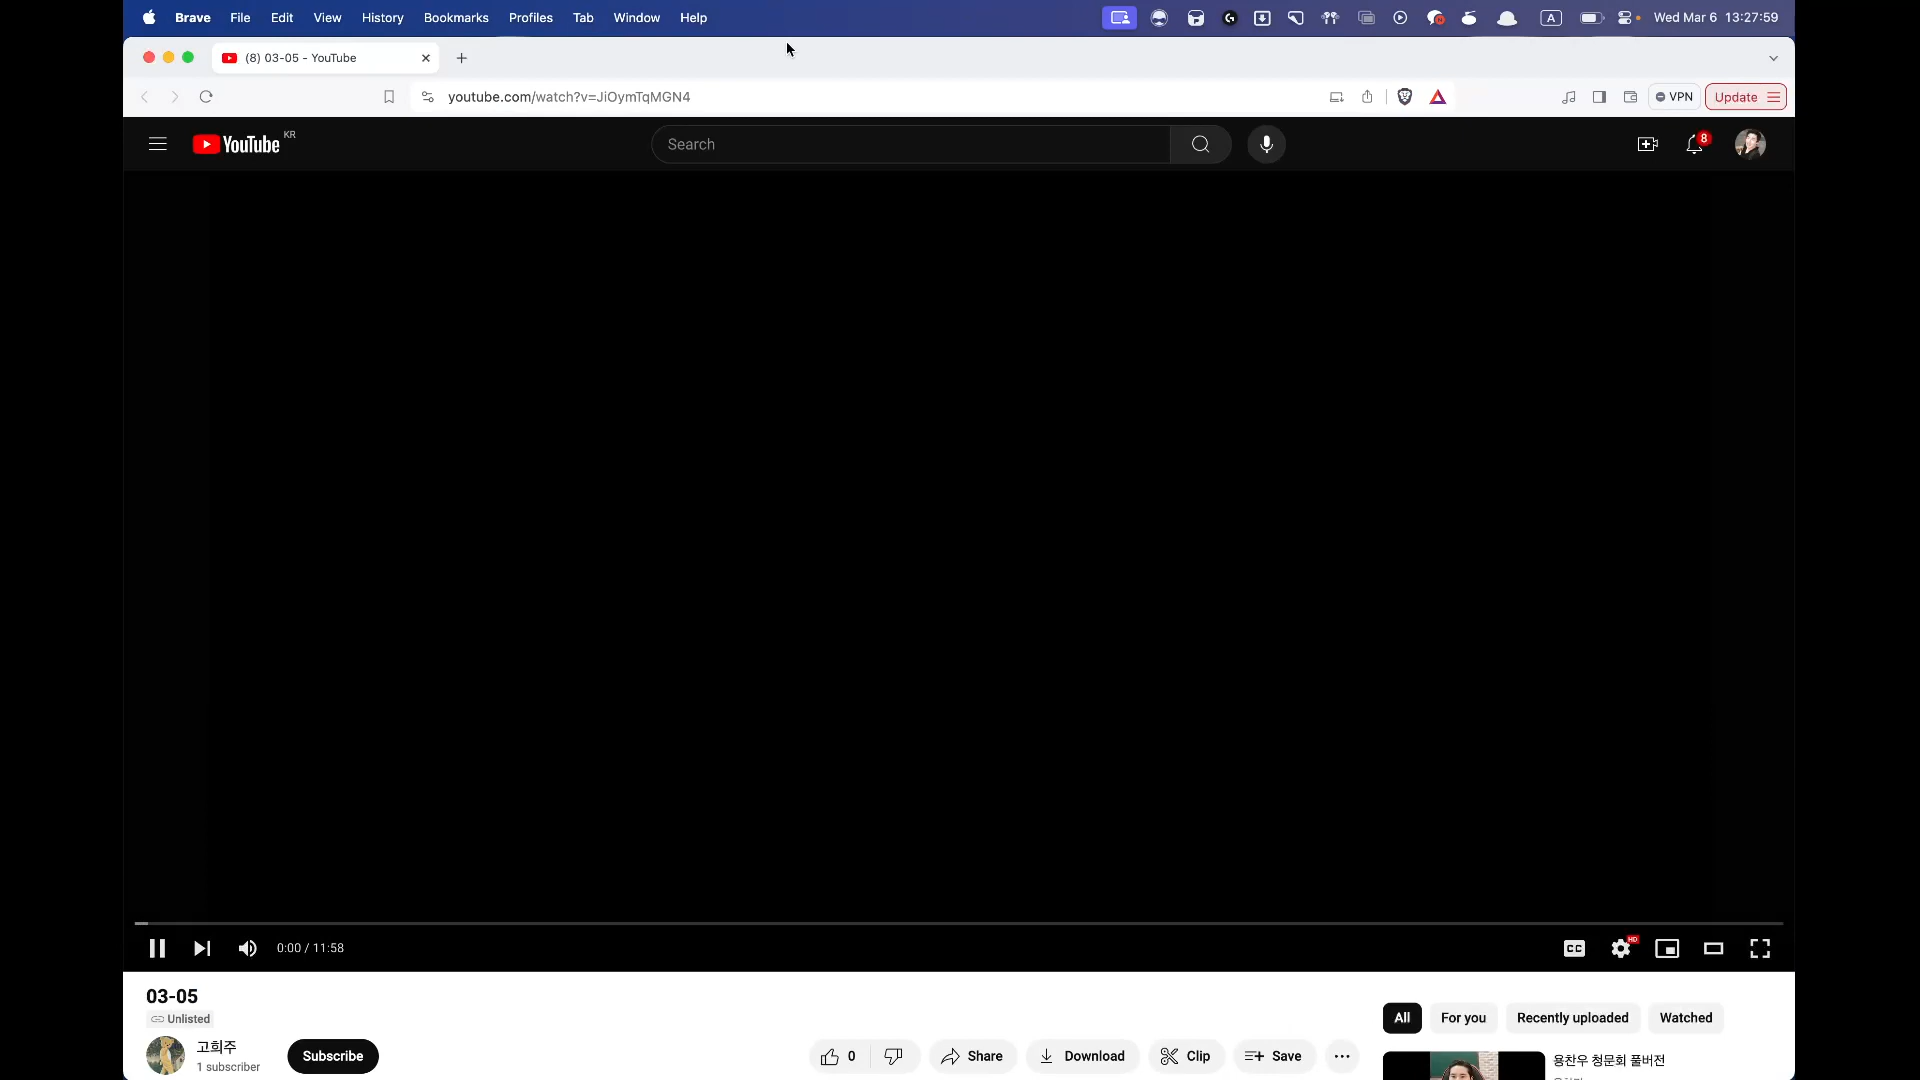 Brave File Edit View History Bookmarks Profiles Tab Window Help A Wed Mar 6 13:27:59
(8) 03-05 - YouTube
youtube.com/watch?v=JiOymTqMGN4 VPN Update
YouTube KR Search 8
0:00 / 11:58 CC HD
03-05
Unlisted
All For you Recently uploaded Watched
고희주
1 subscriber
Subscribe 0 Share Download Clip Save
용찬우 청문회 풀버전